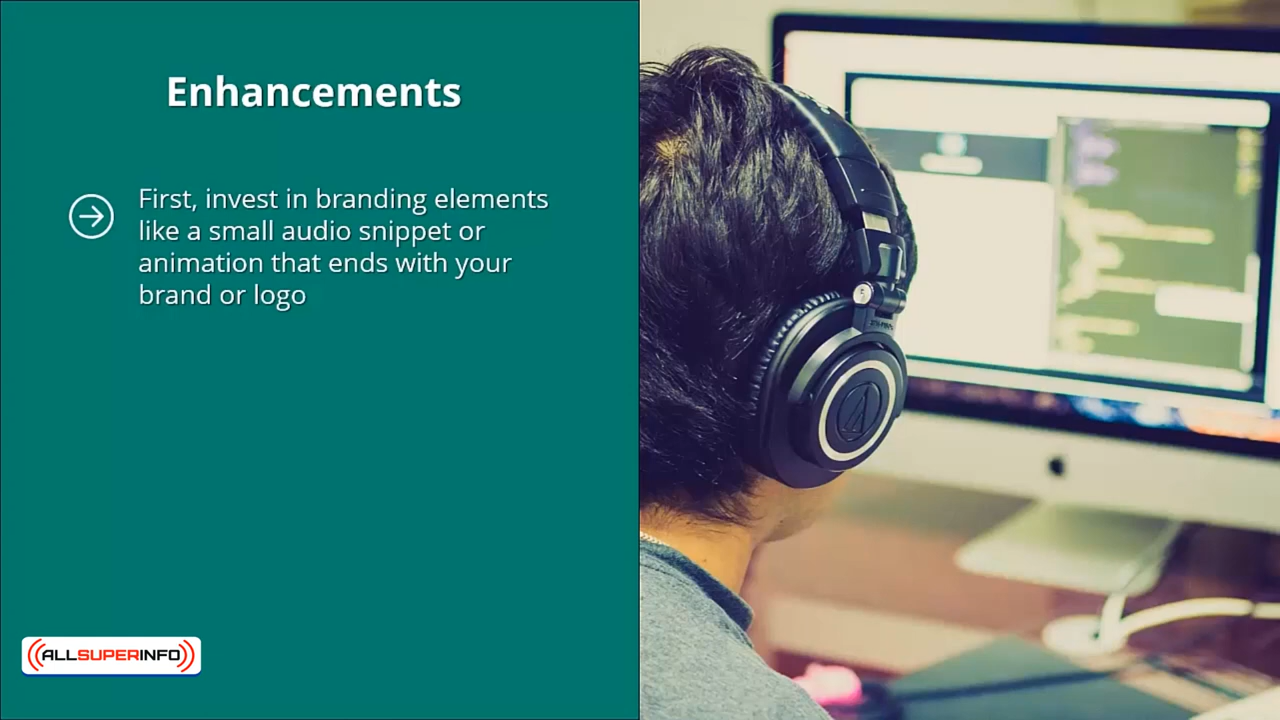 Enhancements
First, invest in branding elements
like a small audio snippet or
animation that ends with your
brand or logo
ALLSUPERINFO